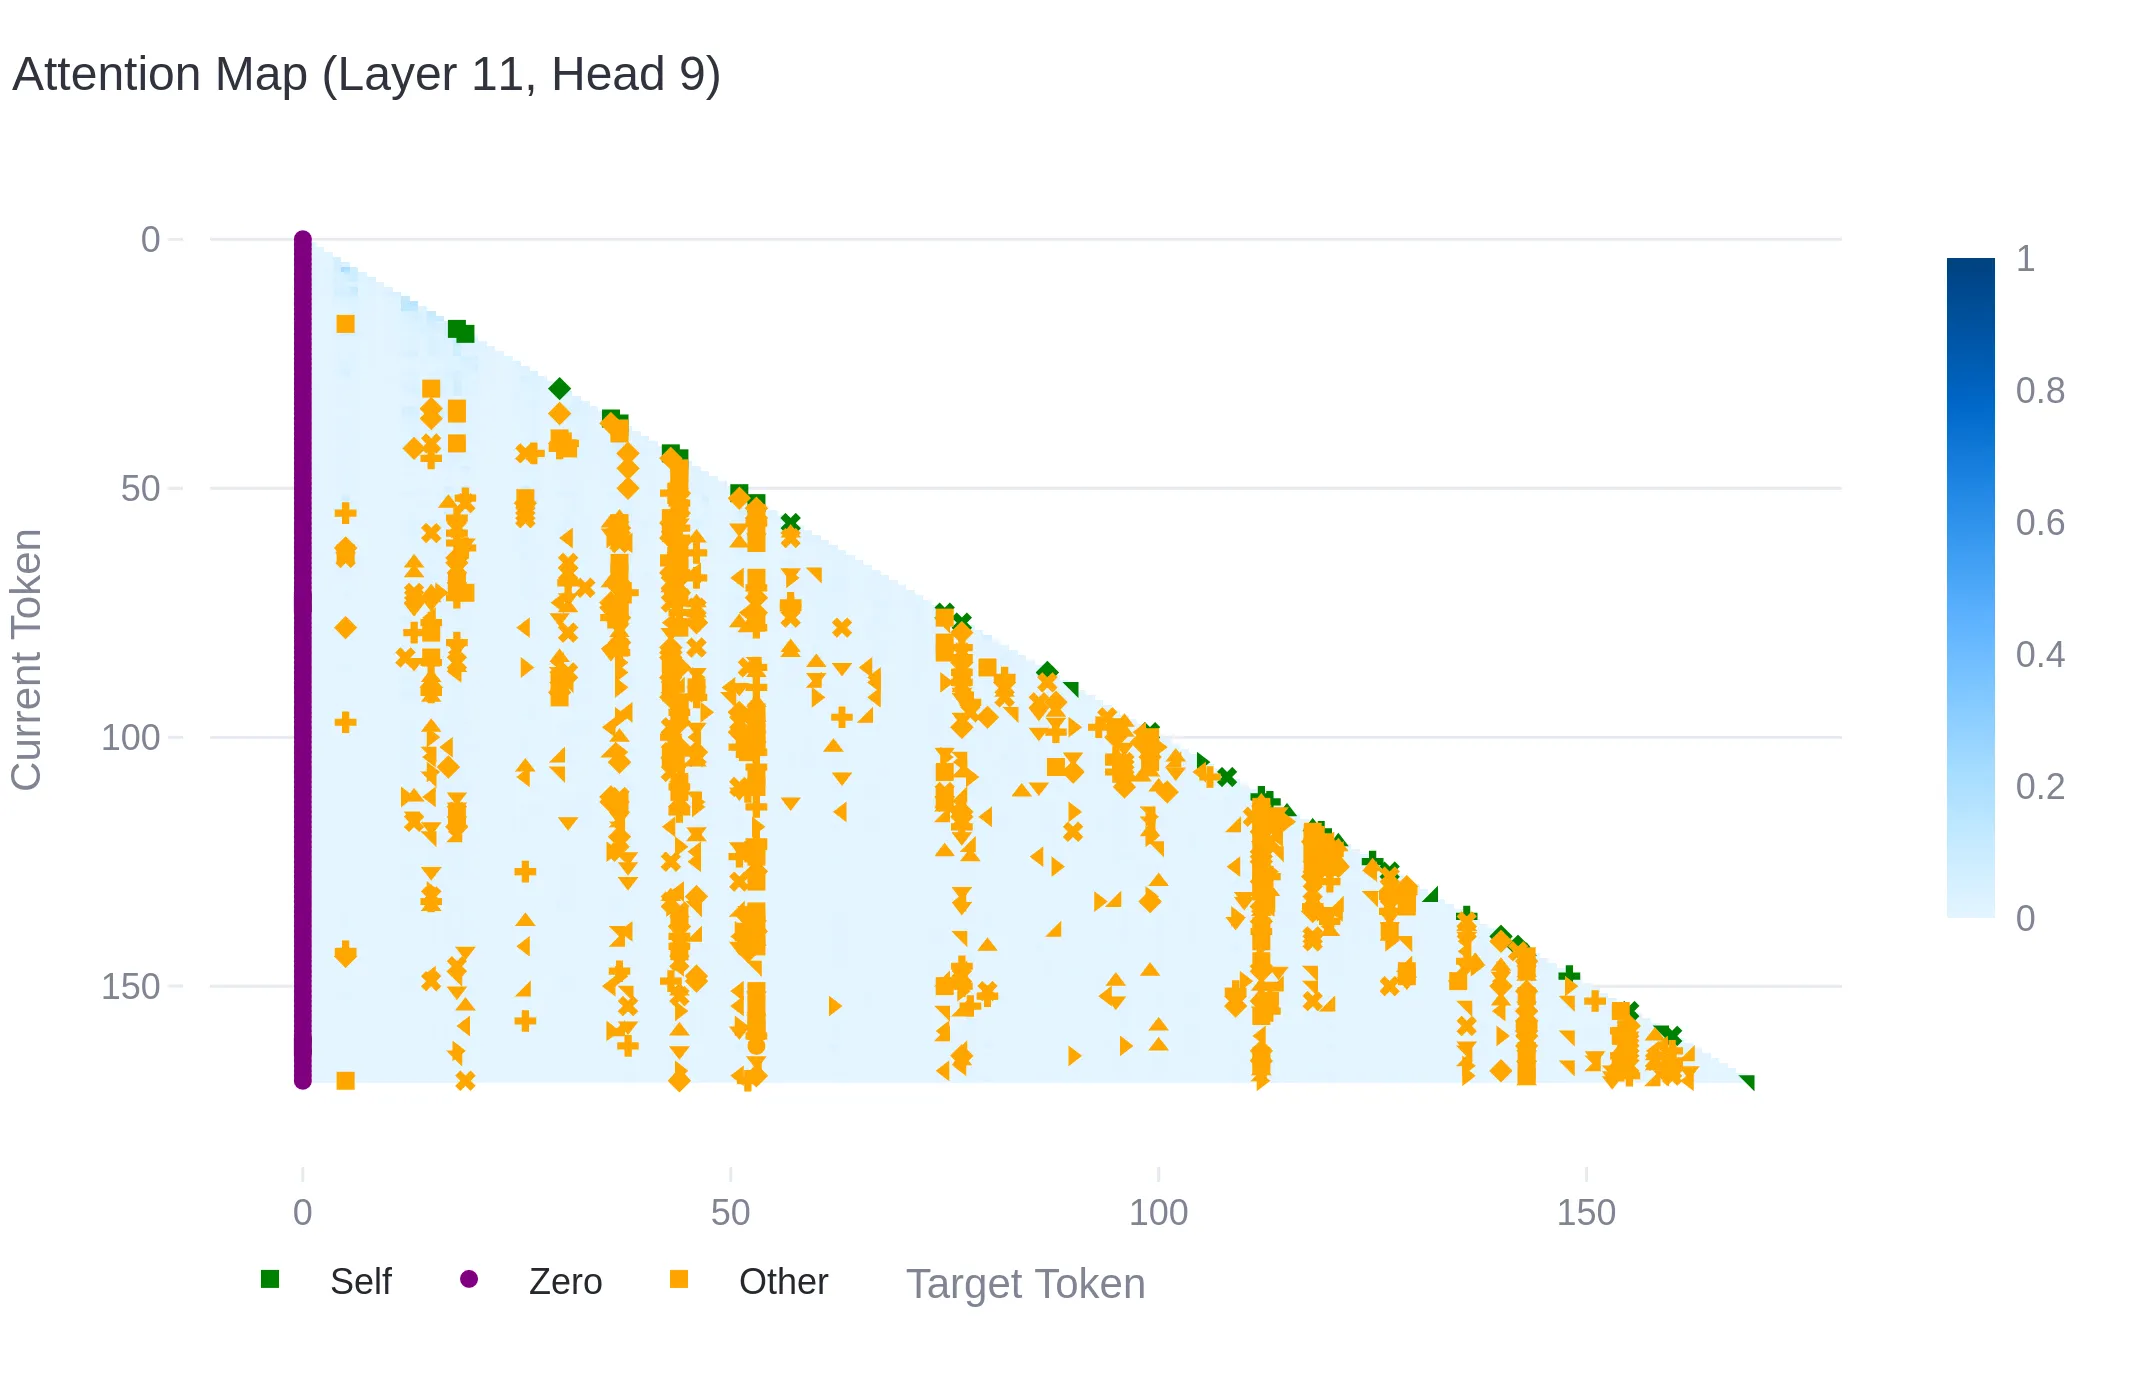 Attention Map (Layer 11, Head 9)
0
50
100
150
Current Token
1
0.8
0.6
0.4
0.2
0
0 50 100 150
Self Zero Other Target Token